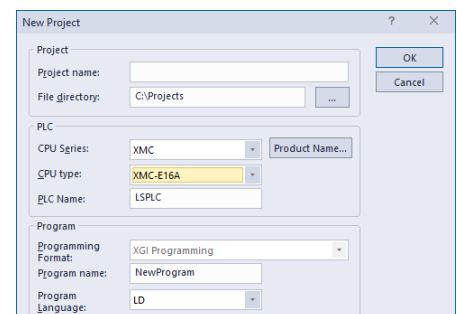 New Project ? ×
Project
Project name:
File directory: C:\Projects ...
OK
Cancel
PLC
CPU Series: XMC Product Name...
CPU type: XMC-E16A
PLC Name: LSPLC
Program
Programming
Format: XGI Programming
Program name: NewProgram
Program
Language: LD